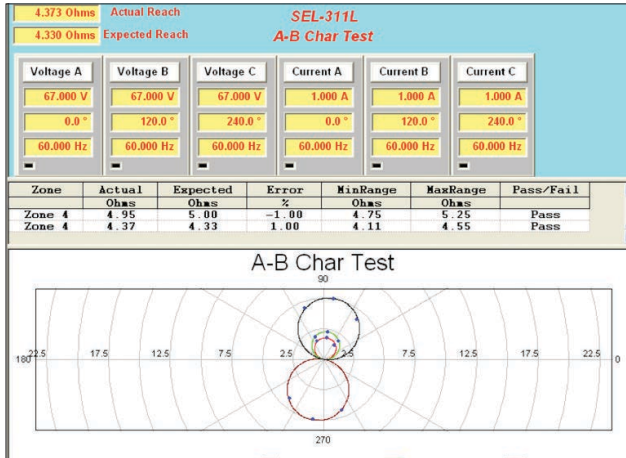 4.373 Ohms Actual Reach
SEL-311L
4.330 Ohms Expected Reach
A-B Char Test
Voltage A Voltage B Voltage C Current A Current B Current C
67.000 V 67.000 V 67.000 V 1.000 A 1.000 A 1.000 A
0.0 ° 120.0 ° 240.0 ° 0.0 ° 120.0 ° 240.0 °
60.000 Hz 60.000 Hz 60.000 Hz 60.000 Hz 60.000 Hz 60.000 Hz
Zone Actual Expected Error MinRange MaxRange Pass/Fail
Ohms Ohms % Ohms Ohms
Zone 4 4.95 5.00 -1.00 4.75 5.25 Pass
Zone 4 4.37 4.33 1.00 4.11 4.55 Pass
A-B Char Test
90
180 22.5 17.5 12.5 7.5 2.5 2.5 7.5 12.5 17.5 22.5 0
270